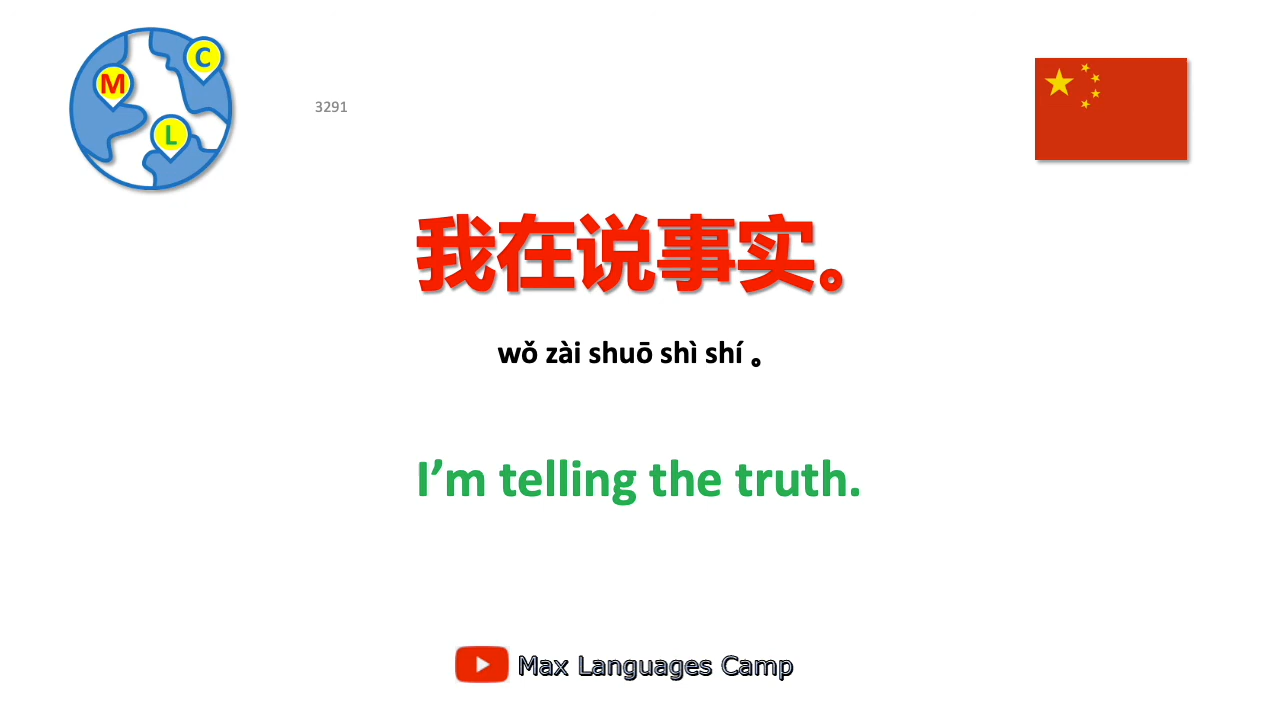 C
M
L
3291
我在说事实。
wǒ zài shuō shì shí 。
I’m telling the truth.
Max Languages Camp